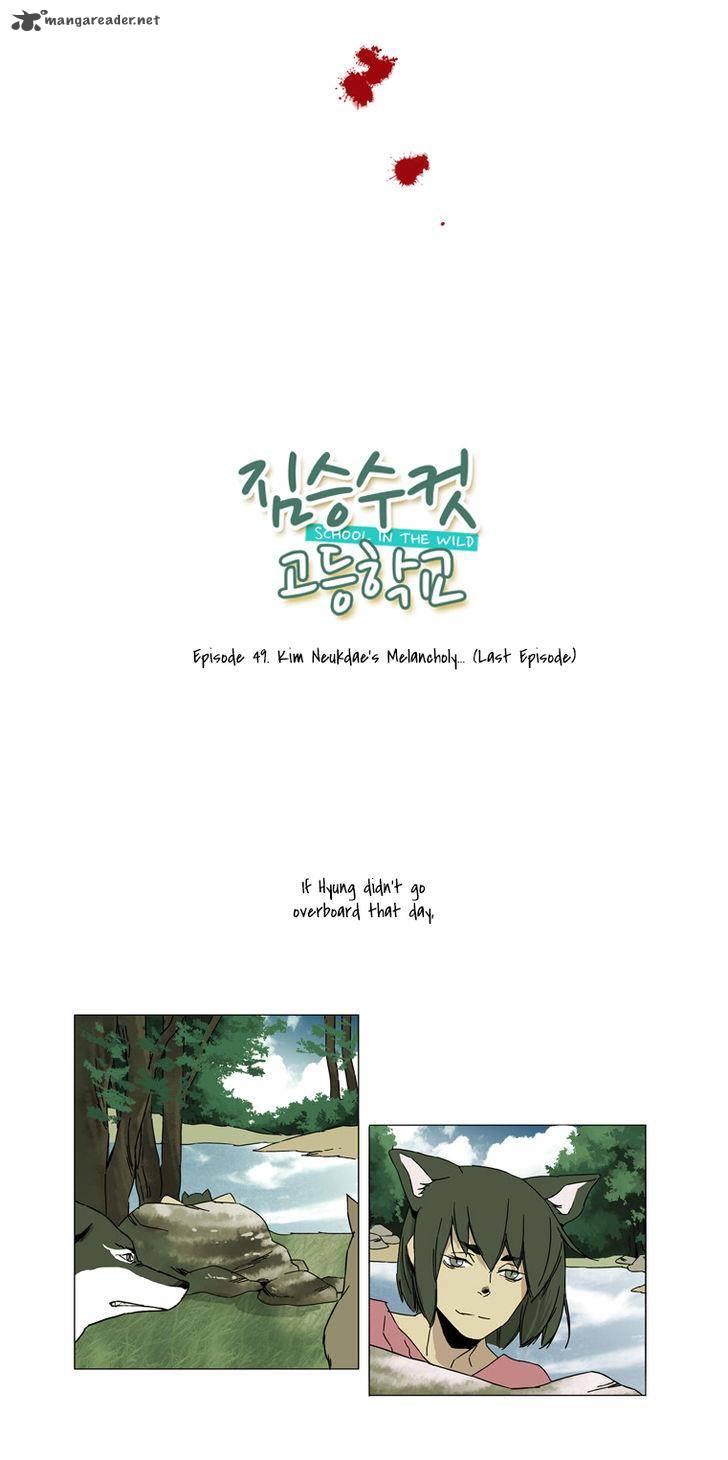 mangareader.net
짐승수컷
SCHOOL IN THE WILD
고등학교
Episode 49. Kim Neukdae's Melancholy... (Last Episode)
If Hyung didn't go
overboard that day,